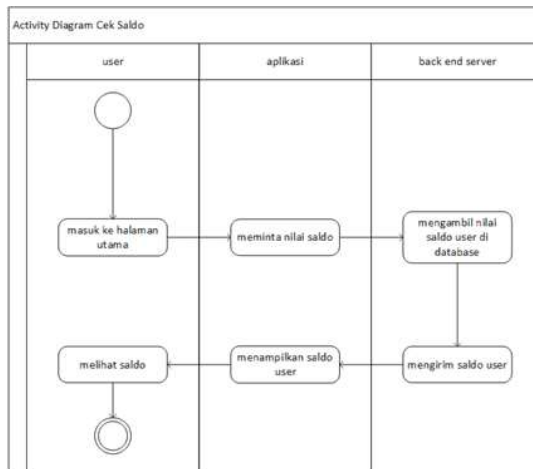 Activity Diagram Cek Saldo
user
aplikasi
back end server
masuk ke halaman
utama
meminta nilai saldo
mengambil nilai
saldo user di
database
melihat saldo
menampilkan saldo
user
mengirim saldo user